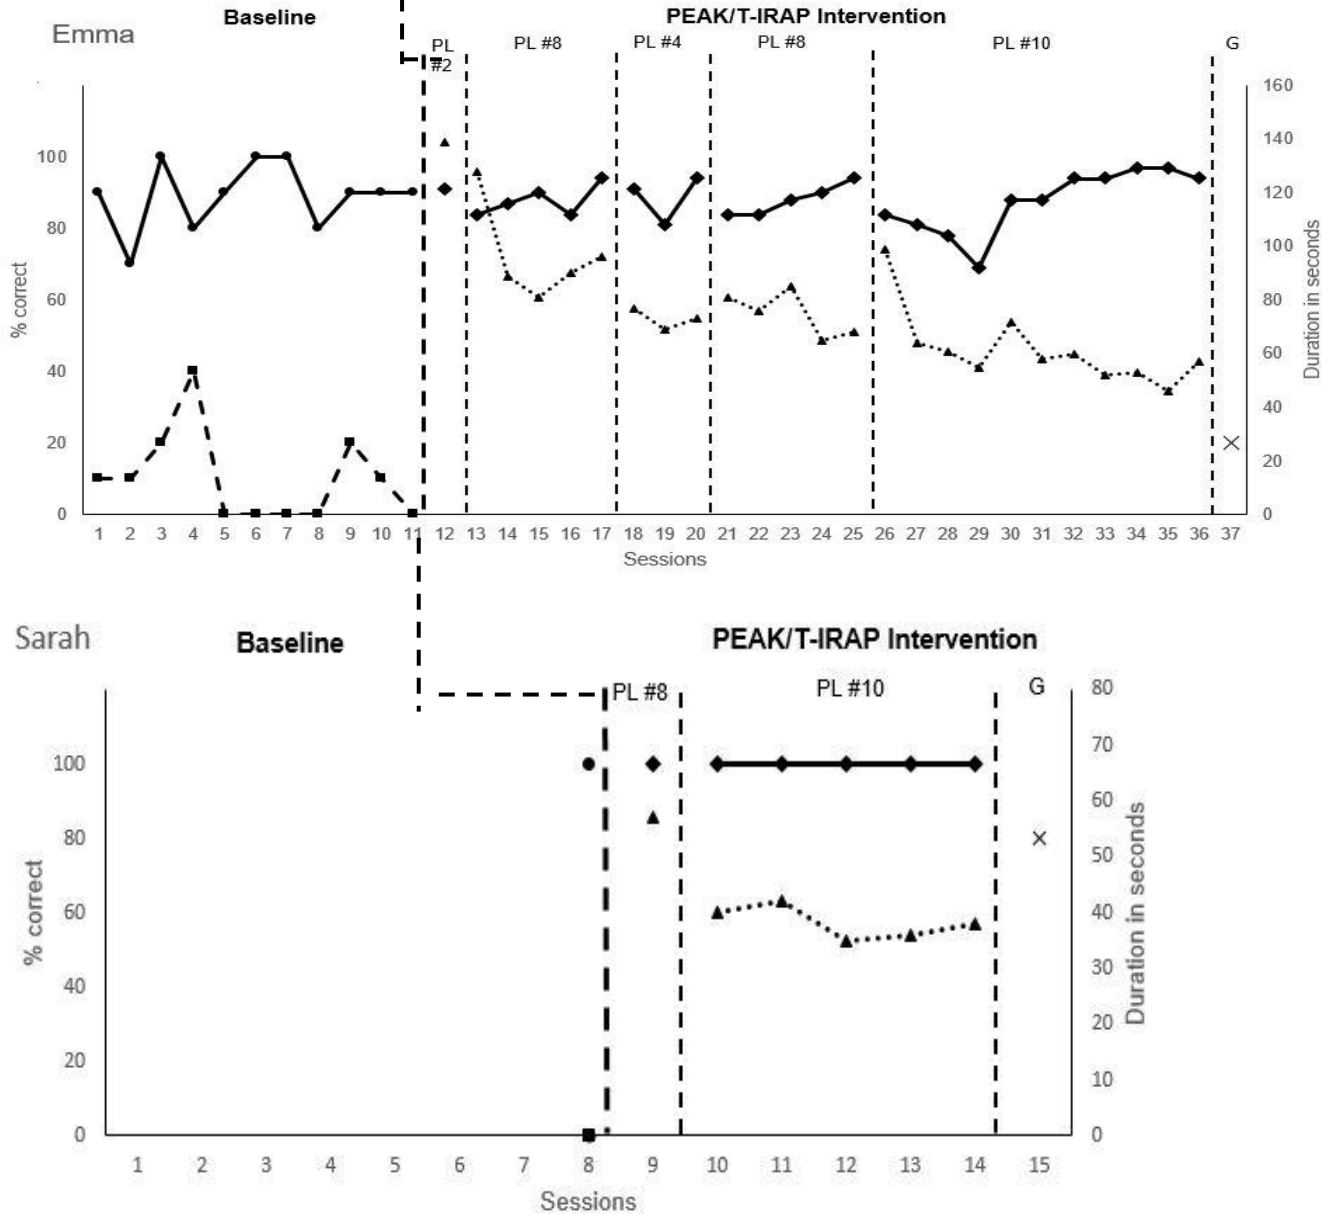 Emma
Baseline
PEAK/T-IRAP Intervention
PL #2
PL #8
PL #4
PL #8
PL #10
G
% correct
100
80
60
40
20
0
160
140
120
100
80
60
40
20
0
Duration in seconds
1 2 3 4 5 6 7 8 9 10 11 12 13 14 15 16 17 18 19 20 21 22 23 24 25 26 27 28 29 30 31 32 33 34 35 36 37
Sessions
Sarah
Baseline
PEAK/T-IRAP Intervention
PL #8
PL #10
G
% correct
100
80
60
40
20
0
80
70
60
50
40
30
20
10
0
Duration in seconds
1 2 3 4 5 6 7 8 9 10 11 12 13 14 15
Sessions